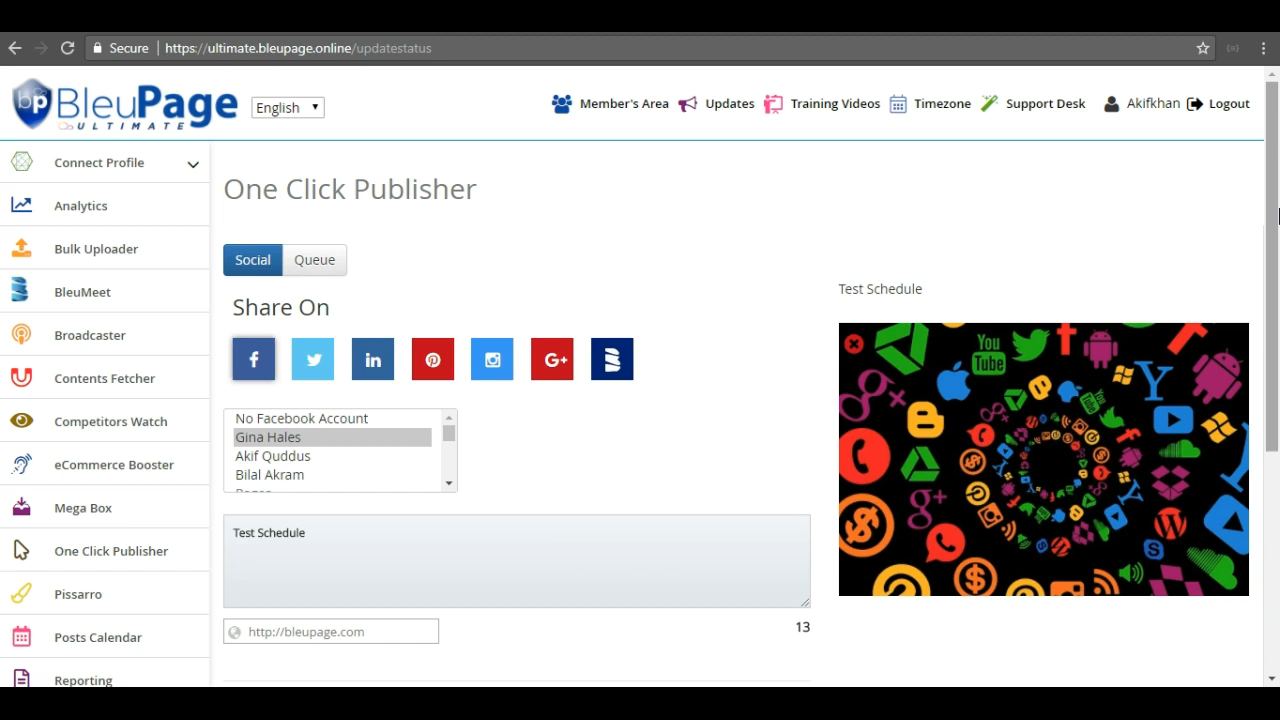 Secure https://ultimate.bleupage.online/updatestatus
bp BleuPage
ULTIMATE
English
Member's Area
Updates
Training Videos
Timezone
Support Desk
Akifkhan
Logout
Connect Profile
Analytics
Bulk Uploader
BleuMeet
Broadcaster
Contents Fetcher
Competitors Watch
eCommerce Booster
Mega Box
One Click Publisher
Pissarro
Posts Calendar
Reporting
One Click Publisher
Social
Queue
Share On
No Facebook Account
Gina Hales
Akif Quddus
Bilal Akram
Test Schedule
http://bleupage.com
13
Test Schedule
You
Tube